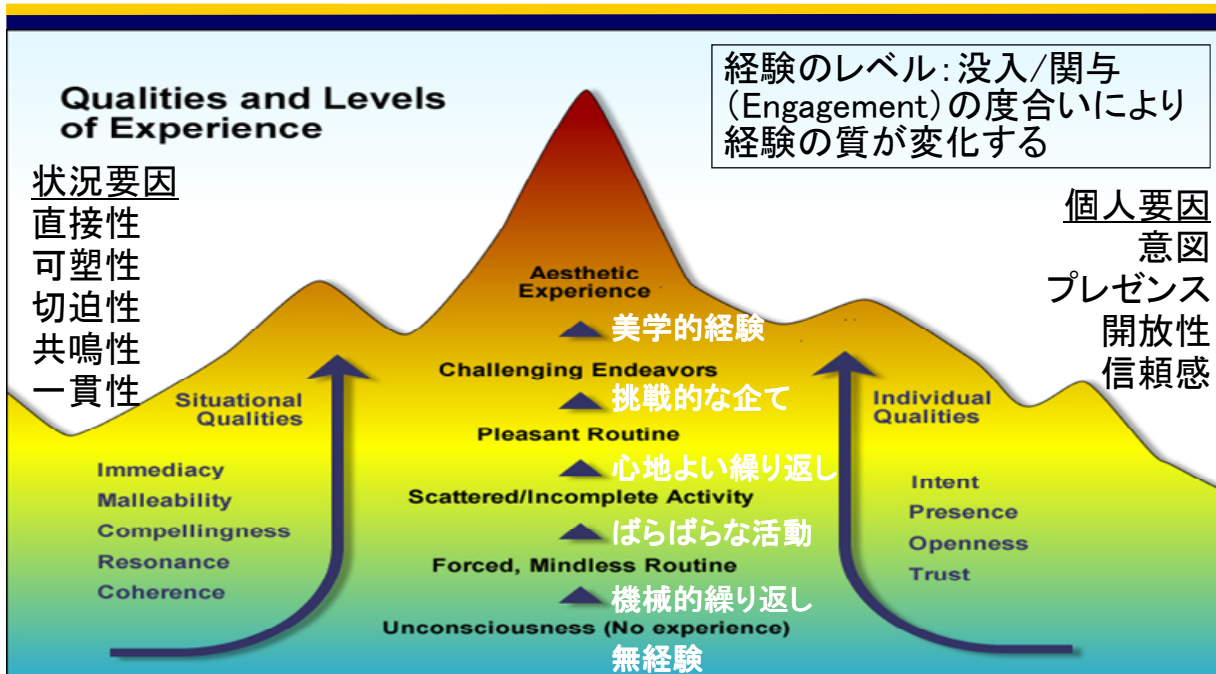 Qualities and Levels
of Experience
経験のレベル:没入/関与
(Engagement)の度合いにより
経験の質が変化する
状況要因
直接性
可塑性
切迫性
共鳴性
一貫性
個人要因
意図
プレゼンス
開放性
信頼感
Situational
Qualities
Immediacy
Malleability
Compellingness
Resonance
Coherence
Aesthetic
Experience
美学的経験
Challenging Endeavors
挑戦的な企て
Pleasant Routine
心地よい繰り返し
Scattered/Incomplete Activity
ばらばらな活動
Forced, Mindless Routine
機械的繰り返し
Unconsciousness (No experience)
無経験
Individual
Qualities
Intent
Presence
Openness
Trust